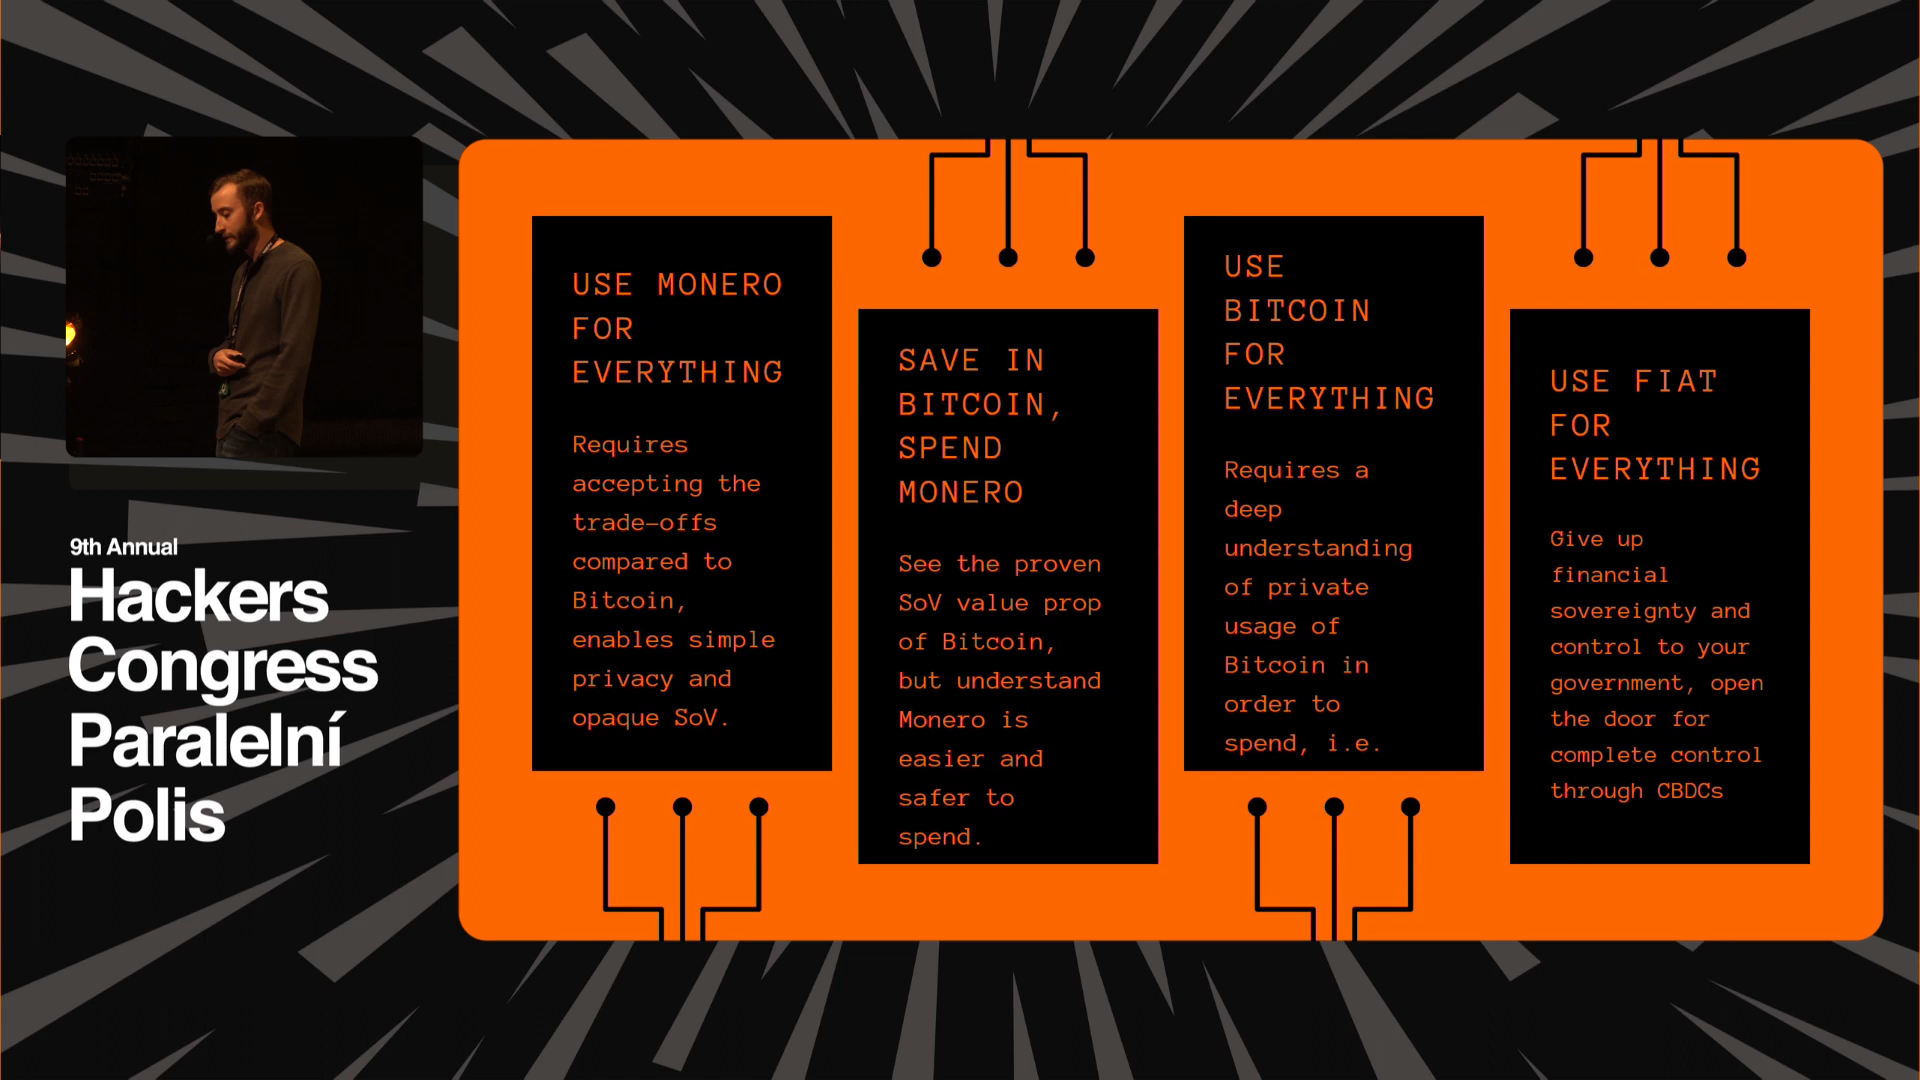 9th Annual
Hackers
Congress
Paralelní
Polis
USE MONERO
FOR
EVERYTHING
Requires
accepting the
trade-offs
compared to
Bitcoin,
enables simple
privacy and
opaque SoV.
SAVE IN
BITCOIN,
SPEND
MONERO
See the proven
SoV value prop
of Bitcoin,
but understand
Monero is
easier and
safer to
spend.
USE
BITCOIN
FOR
EVERYTHING
Requires a
deep
understanding
of private
usage of
Bitcoin in
order to
spend, i.e.
USE FIAT
FOR
EVERYTHING
Give up
financial
sovereignty and
control to your
government, open
the door for
complete control
through CBDCs